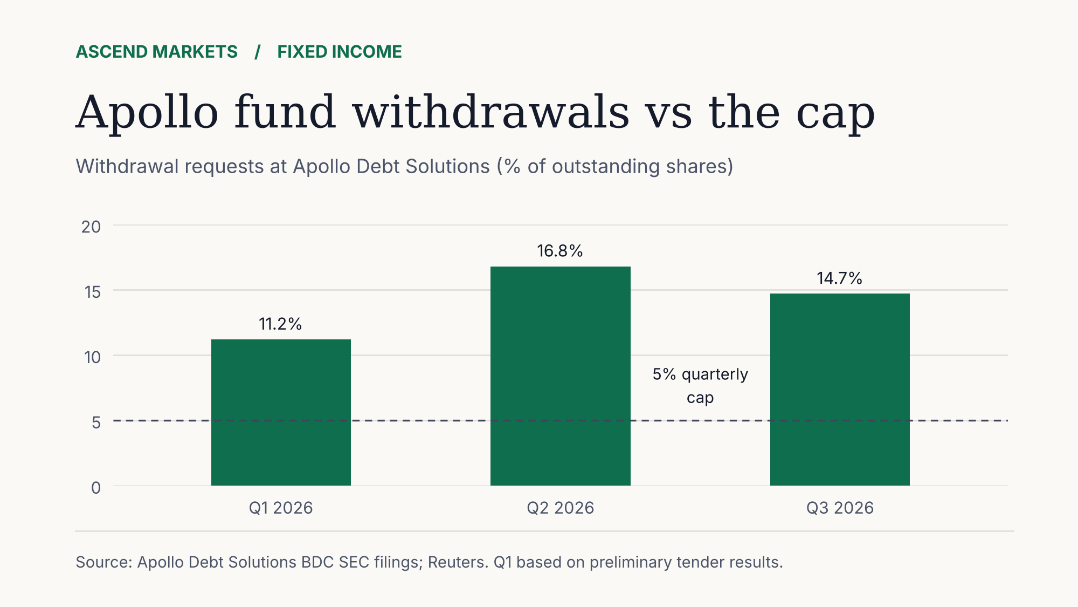 ASCEND MARKETS / FIXED INCOME
Apollo fund withdrawals vs the cap
Withdrawal requests at Apollo Debt Solutions (% of outstanding shares)
20
16.8%
14.7%
15
11.2%
10
5% quarterly
cap
5
0
Q1 2026 Q2 2026 Q3 2026
Source: Apollo Debt Solutions BDC SEC filings; Reuters. Q1 based on preliminary tender results.